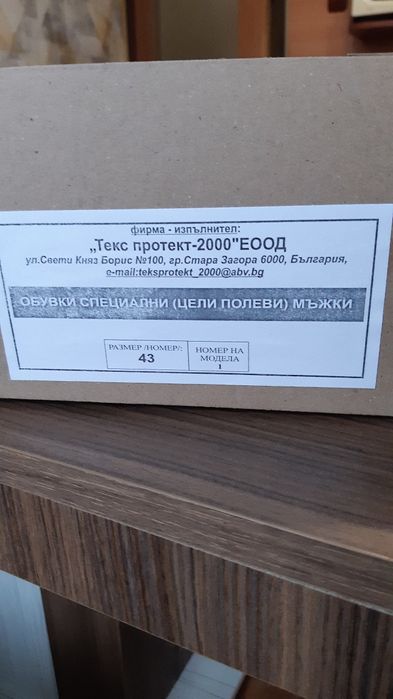 фирма - изпълнител:
„Текс протект-2000"ЕООД
ул.Свети Княз Борис №100, гр.Стара Загора 6000, България,
e-mail:teksprotekt_2000@abv.bg
ОБУВКИ СПЕЦИАЛНИ (ЦЕЛИ ПОЛЕВИ) МЪЖКИ
РАЗМЕР /НОМЕР/:
43
НОМЕР НА
МОДЕЛА
1